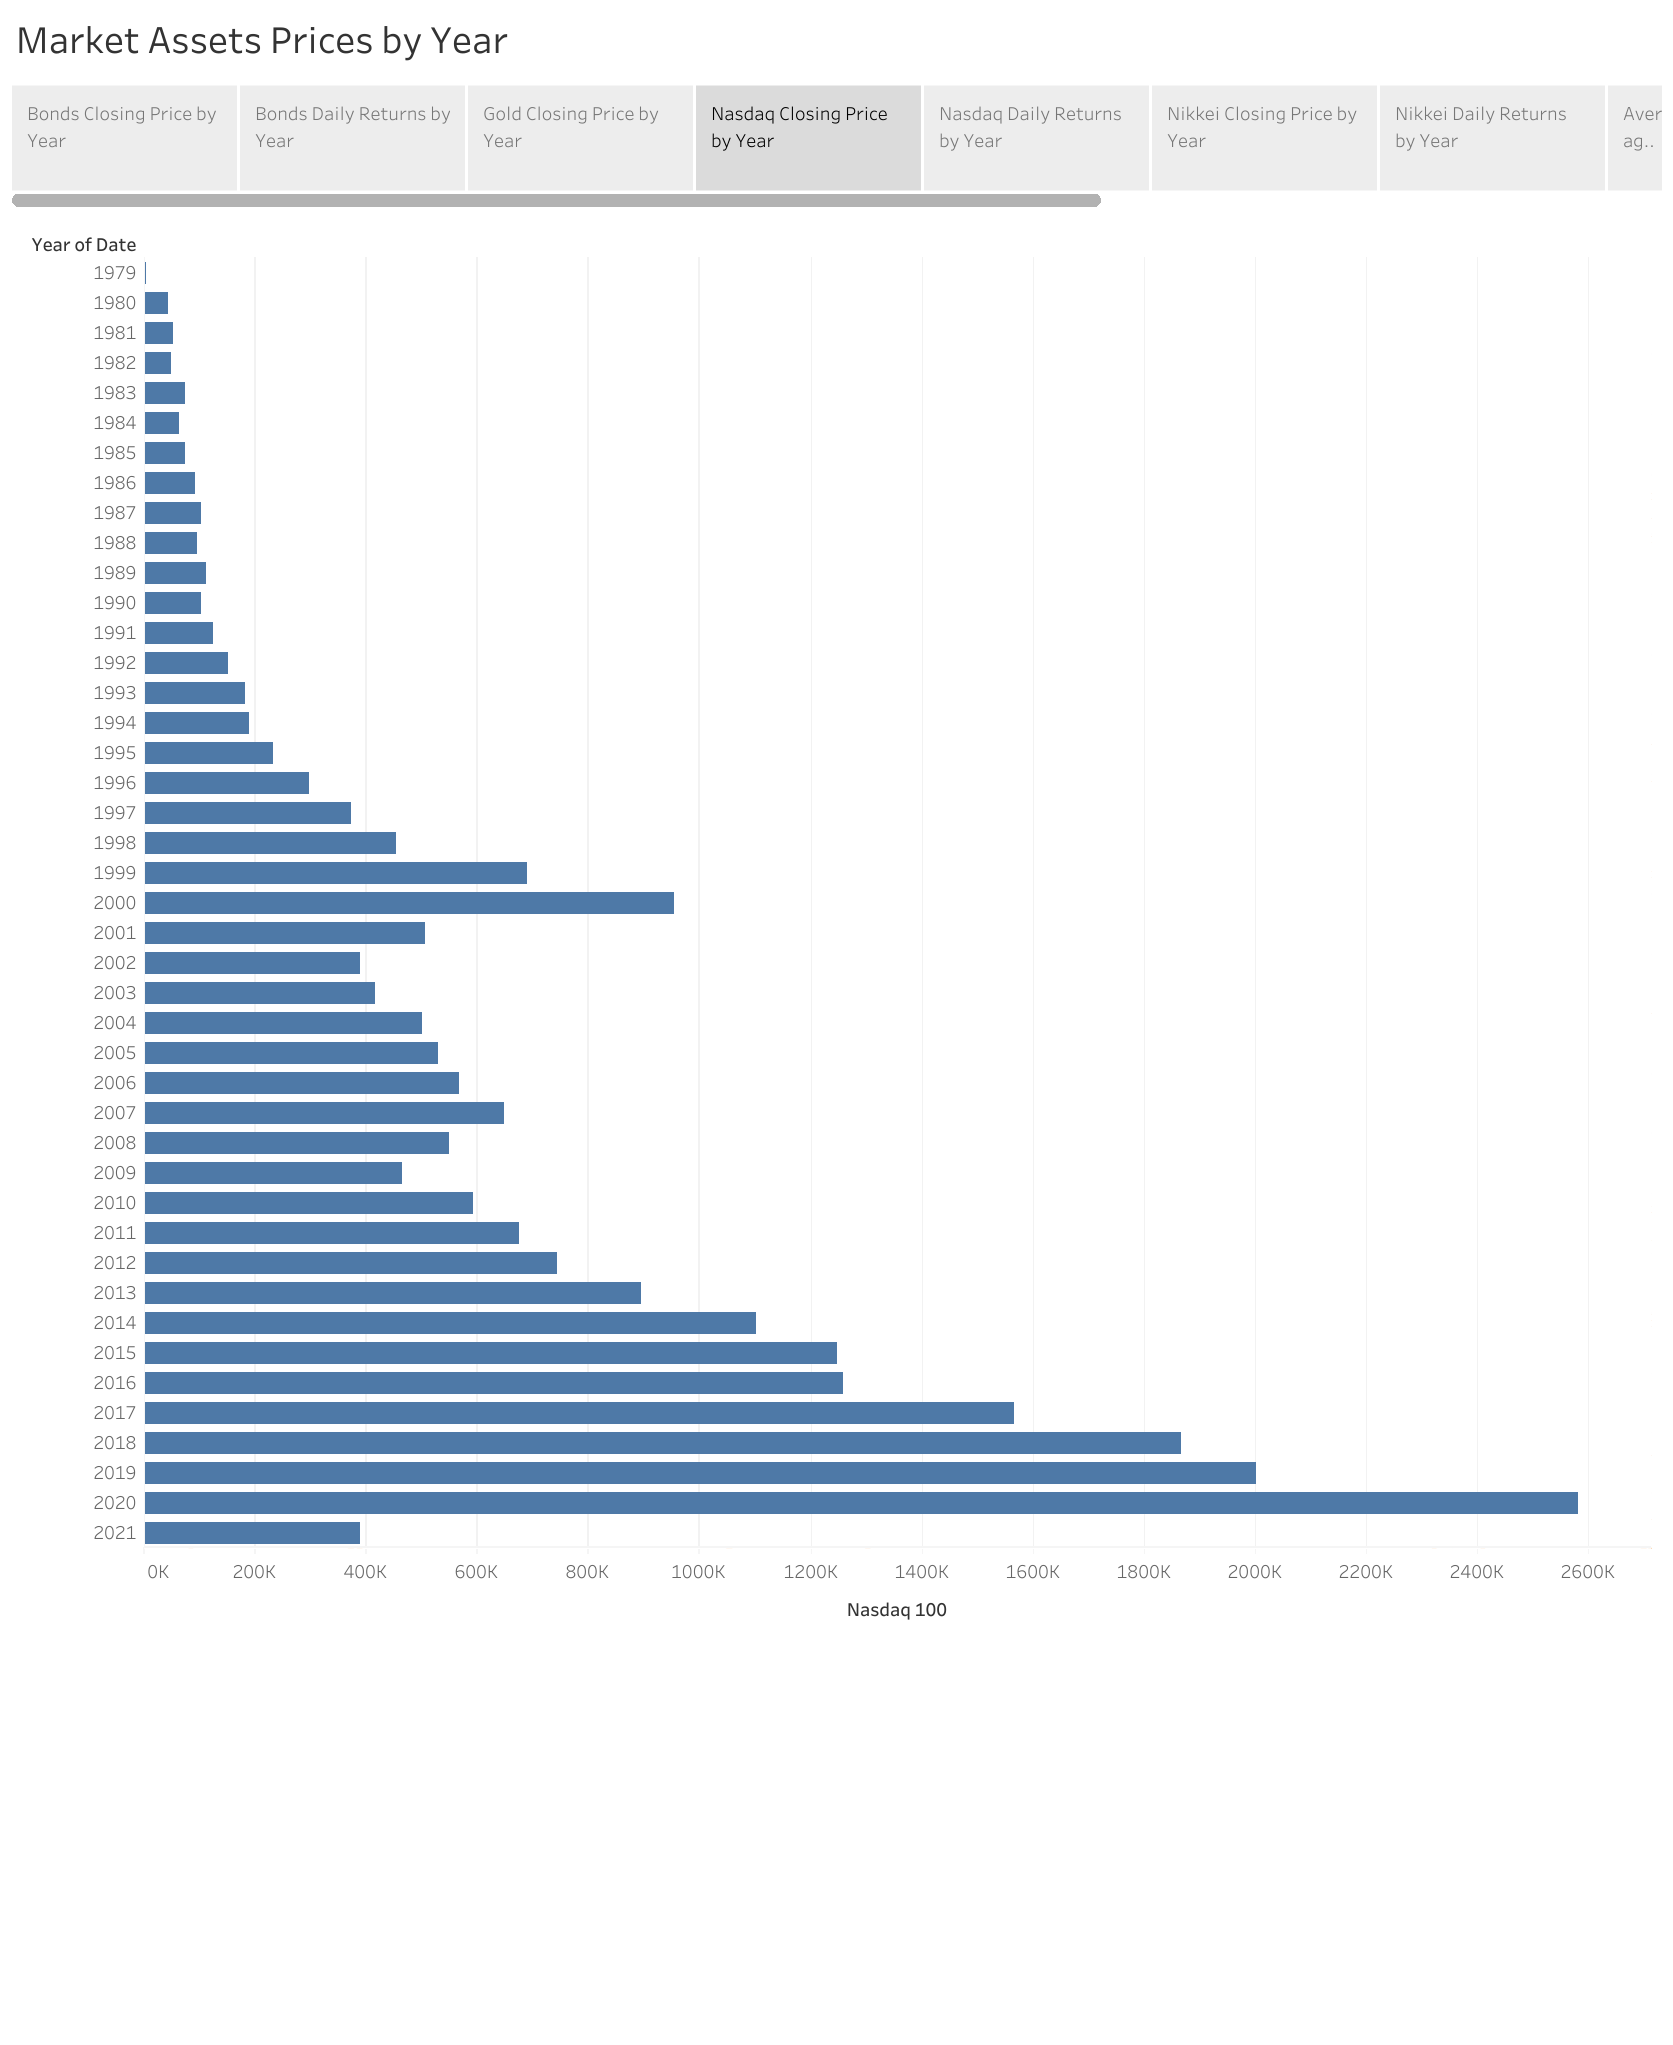 Market Assets Prices by Year
Bonds Closing Price by
Year
Bonds Daily Returns by
Year
Gold Closing Price by
Year
Nasdaq Closing Price
by Year
Nasdaq Daily Returns
by Year
Nikkei Closing Price by
Year
Nikkei Daily Returns
by Year
Aver
ag..
Year of Date
1979
1980
1981
1982
1983
1984
1985
1986
1987
1988
1989
1990
1991
1992
1993
1994
1995
1996
1997
1998
1999
2000
2001
2002
2003
2004
2005
2006
2007
2008
2009
2010
2011
2012
2013
2014
2015
2016
2017
2018
2019
2020
2021
0K 200K 400K 600K 800K 1000K 1200K 1400K 1600K 1800K 2000K 2200K 2400K 2600K
Nasdaq 100